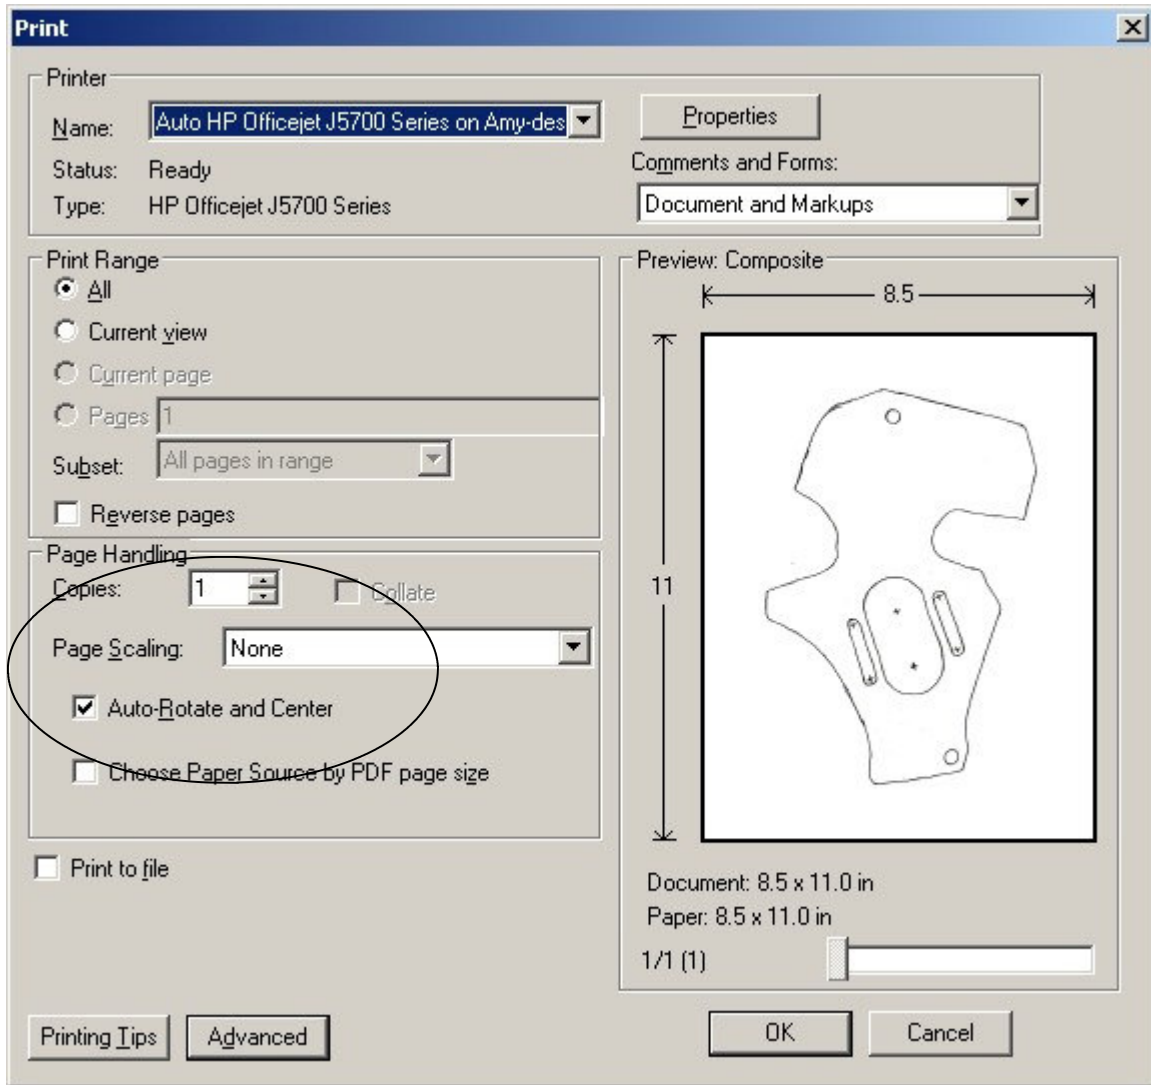 Print
Printer
Name: Auto HP Officejet J5700 Series on Amy-des
Properties
Status: Ready
Comments and Forms:
Type: HP Officejet J5700 Series
Document and Markups
Print Range
All
Current view
Current page
Pages 1
Subset: All pages in range
Reverse pages
Page Handling
Copies: 1 Collate
Page Scaling: None
Auto-Rotate and Center
Choose Paper Source by PDF page size
Print to file
Preview: Composite
8.5
11
Document: 8.5 x 11.0 in
Paper: 8.5 x 11.0 in
1/1 (1)
Printing Tips
Advanced
OK
Cancel